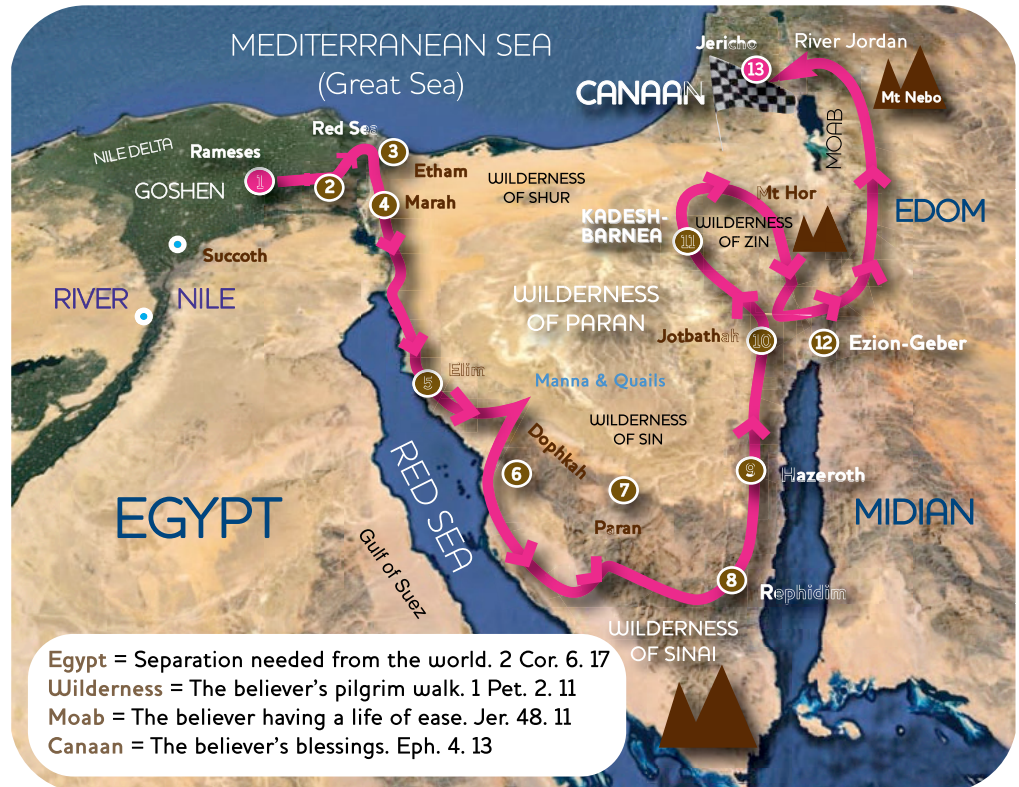 MEDITERRANEAN SEA
(Great Sea)
Jericho
River Jordan
13
CANAAN
Mt Nebo
MOAB
Red Sea
NILE DELTA
Rameses
3
Etham
GOSHEN
1
2
4
Marah
WILDERNESS
OF SHUR
Mt Hor
KADESH-
BARNEA
11
WILDERNESS
OF ZIN
EDOM
Succoth
RIVER NILE
WILDERNESS
OF PARAN
Jotbathah
10
12
Ezion-Geber
5
Elim
Manna & Quails
WILDERNESS
OF SIN
Dophkah
6
7
Paran
9
Hazeroth
RED SEA
EGYPT
MIDIAN
Gulf of Suez
8
Rephidim
WILDERNESS
OF SINAI
Egypt = Separation needed from the world. 2 Cor. 6. 17
Wilderness = The believer’s pilgrim walk. 1 Pet. 2. 11
Moab = The believer having a life of ease. Jer. 48. 11
Canaan = The believer’s blessings. Eph. 4. 13